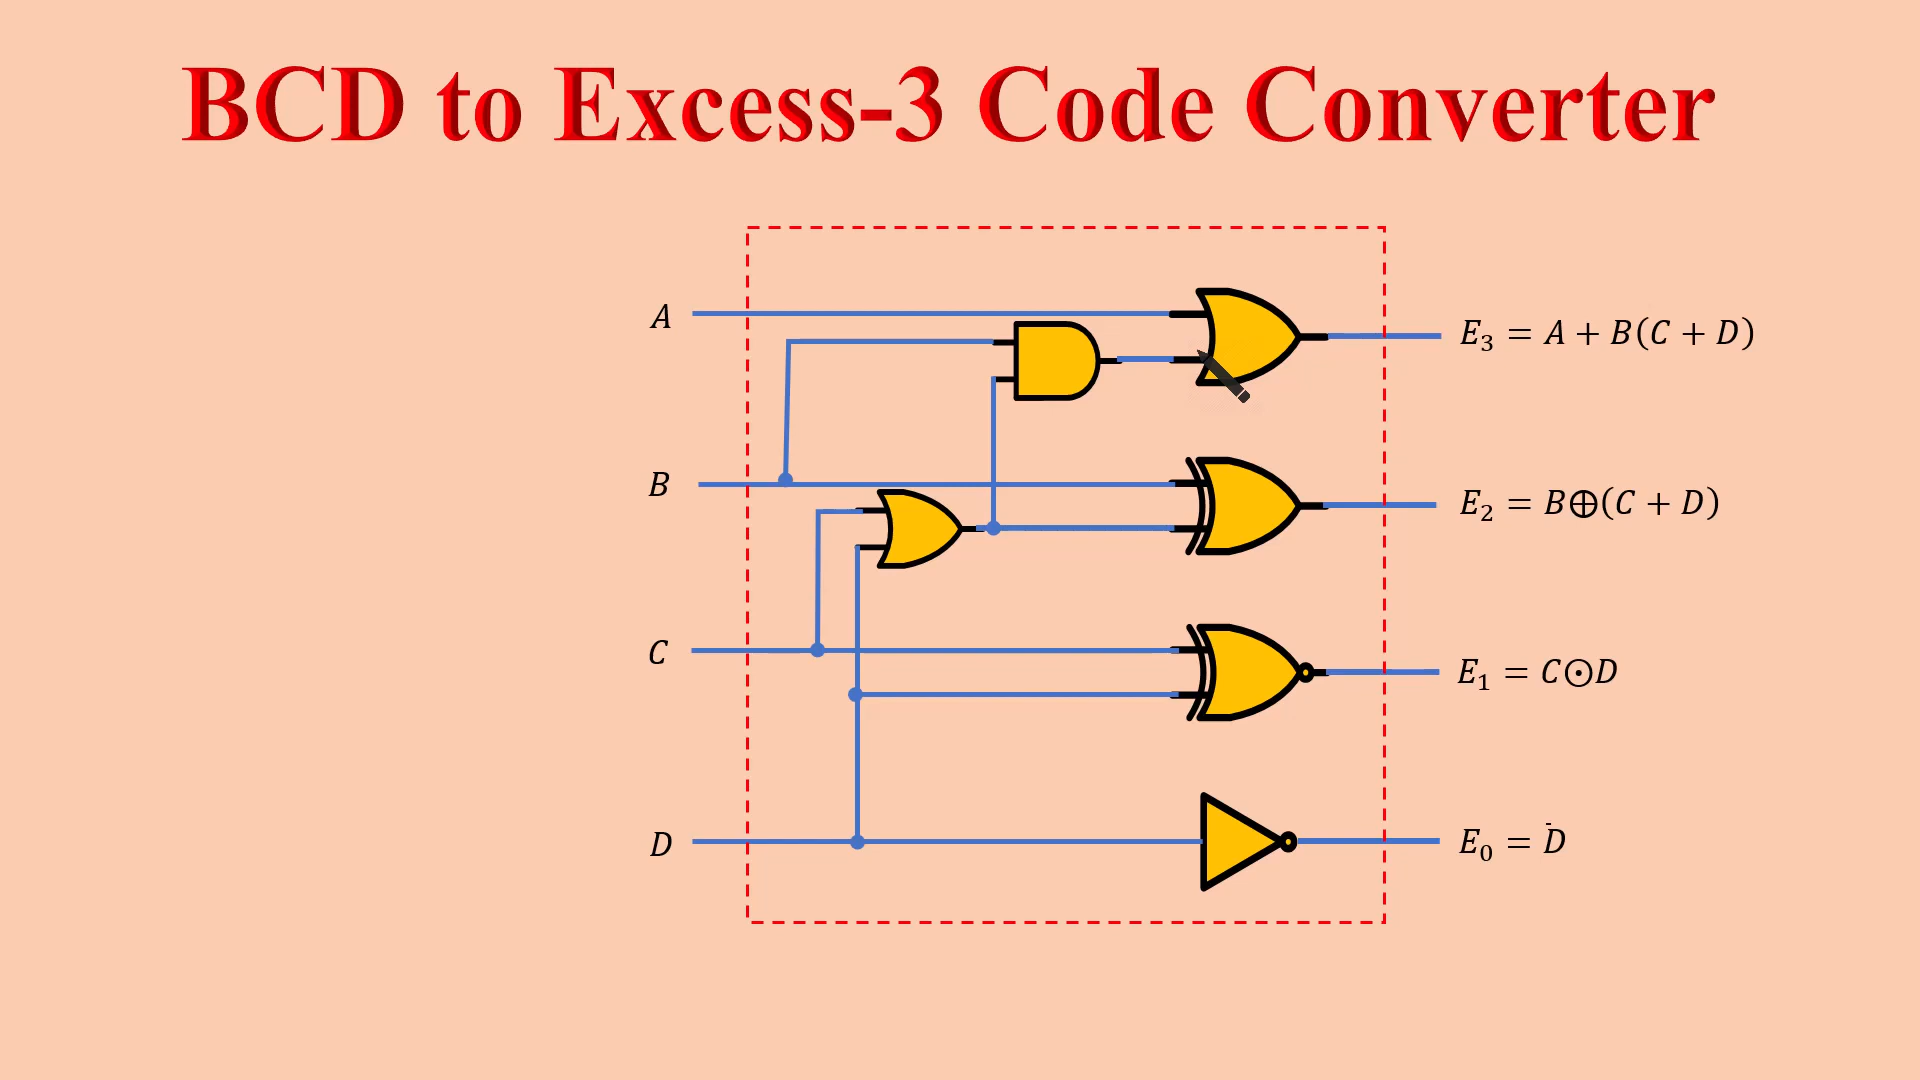 BCD to Excess-3 Code Converter
A
E₃ = A + B(C + D)
B
E₂ = B⊕(C + D)
C
E₁ = C⊙D
D
E₀ = D̄